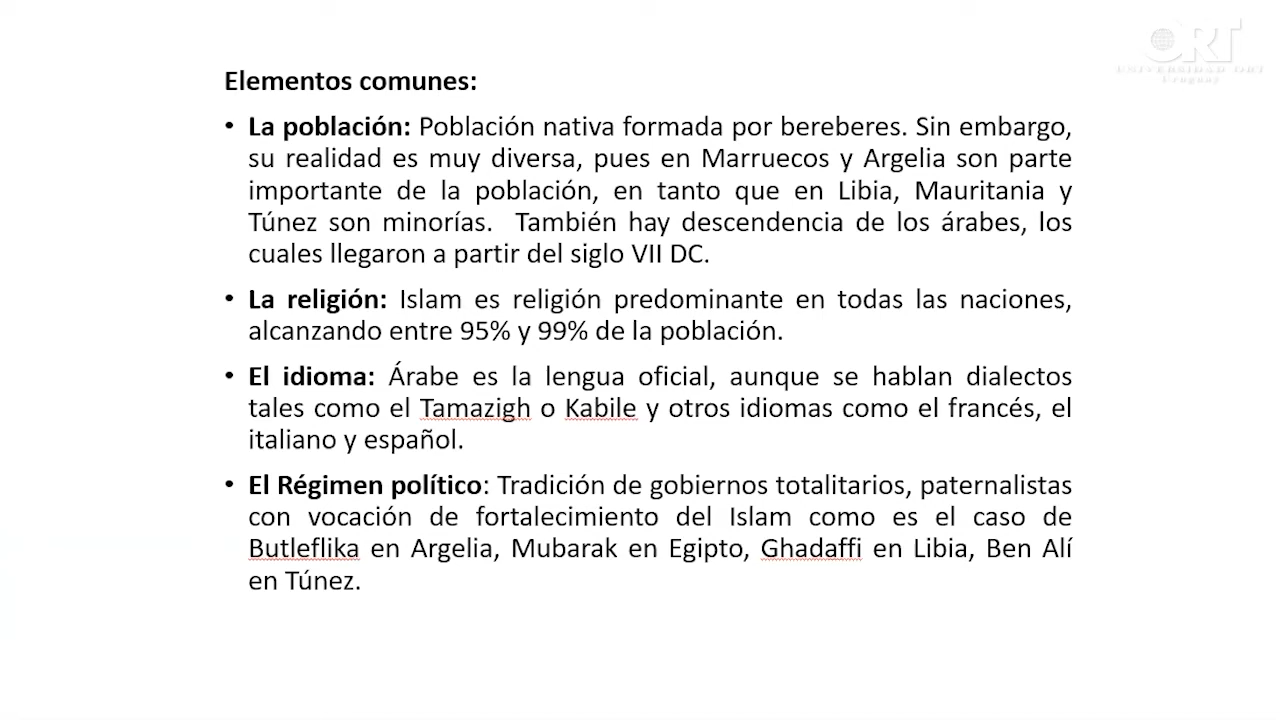 ORT
UNIVERSIDAD ORT
Uruguay
Elementos comunes:
• La población: Población nativa formada por bereberes. Sin embargo,
su realidad es muy diversa, pues en Marruecos y Argelia son parte
importante de la población, en tanto que en Libia, Mauritania y
Túnez son minorías. También hay descendencia de los árabes, los
cuales llegaron a partir del siglo VII DC.
• La religión: Islam es religión predominante en todas las naciones,
alcanzando entre 95% y 99% de la población.
• El idioma: Árabe es la lengua oficial, aunque se hablan dialectos
tales como el Tamazigh o Kabile y otros idiomas como el francés, el
italiano y español.
• El Régimen político: Tradición de gobiernos totalitarios, paternalistas
con vocación de fortalecimiento del Islam como es el caso de
Butleflika en Argelia, Mubarak en Egipto, Ghadaffi en Libia, Ben Alí
en Túnez.